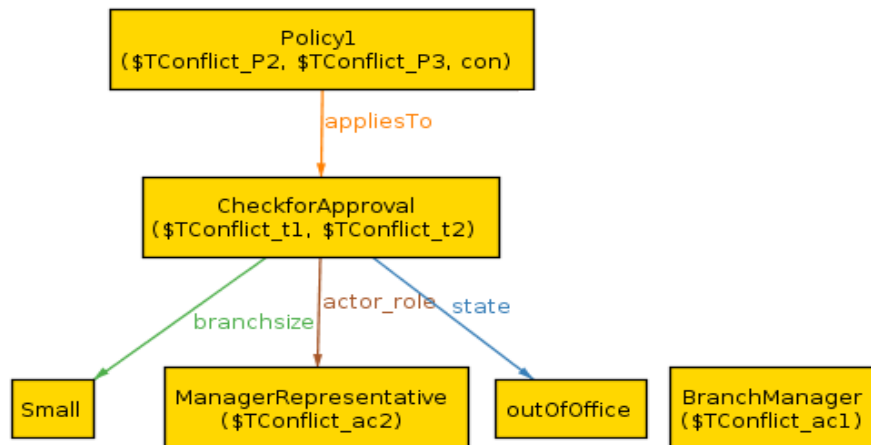 Policy1
($TConflict_P2, $TConflict_P3, con)
appliesTo
CheckforApproval
($TConflict_t1, $TConflict_t2)
branchsize
actor_role
state
Small
ManagerRepresentative
($TConflict_ac2)
outOfOffice
BranchManager
($TConflict_ac1)